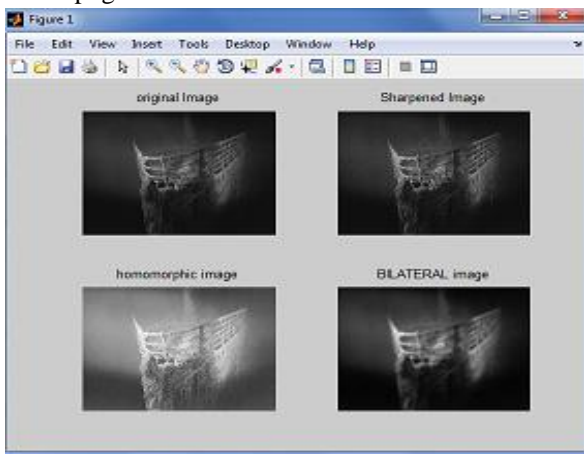 Figure 1
File Edit View Insert Tools Desktop Window Help
original Image
Sharpened Image
homomorphic image
BILATERAL image